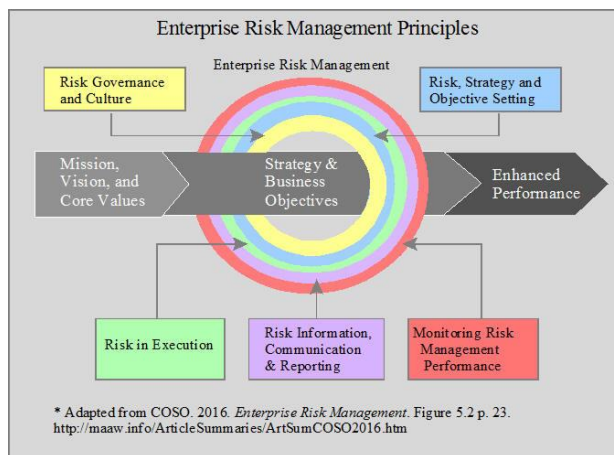 Enterprise Risk Management Principles
Enterprise Risk Management
Risk Governance
and Culture
Risk, Strategy and
Objective Setting
Mission,
Vision, and
Core Values
Strategy &
Business
Objectives
Enhanced
Performance
Risk in Execution
Risk Information,
Communication
& Reporting
Monitoring Risk
Management
Performance
* Adapted from COSO. 2016. Enterprise Risk Management. Figure 5.2 p. 23.
http://maaw.info/ArticleSummaries/ArtSumCOSO2016.htm